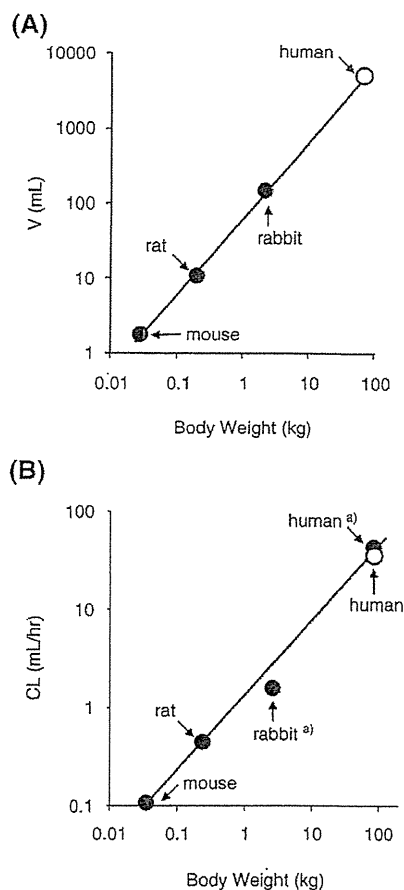 (A)
10000
1000
100
10
1
V (mL)
human
rabbit
rat
mouse
0.01 0.1 1 10 100
Body Weight (kg)
(B)
100
10
1
0.1
CL (mL/hr)
human a)
human
rabbit a)
rat
mouse
0.01 0.1 1 10 100
Body Weight (kg)